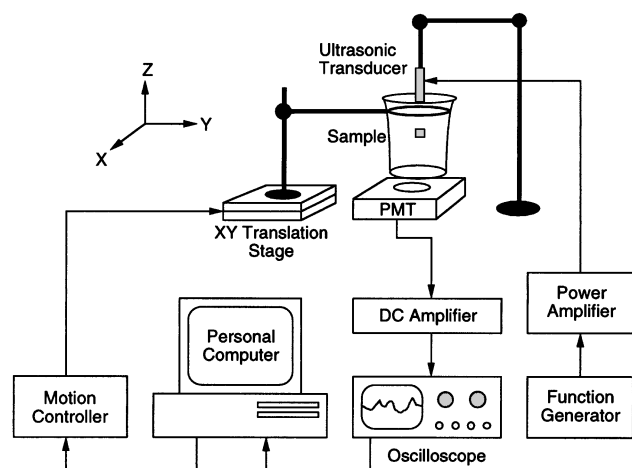 Ultrasonic
Transducer
Z
Y
X
Sample
PMT
XY Translation
Stage
DC Amplifier
Power
Amplifier
Personal
Computer
Motion
Controller
Function
Generator
Oscilloscope